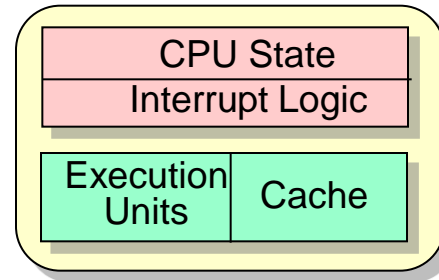 CPU State
Interrupt Logic
Execution
Units
Cache